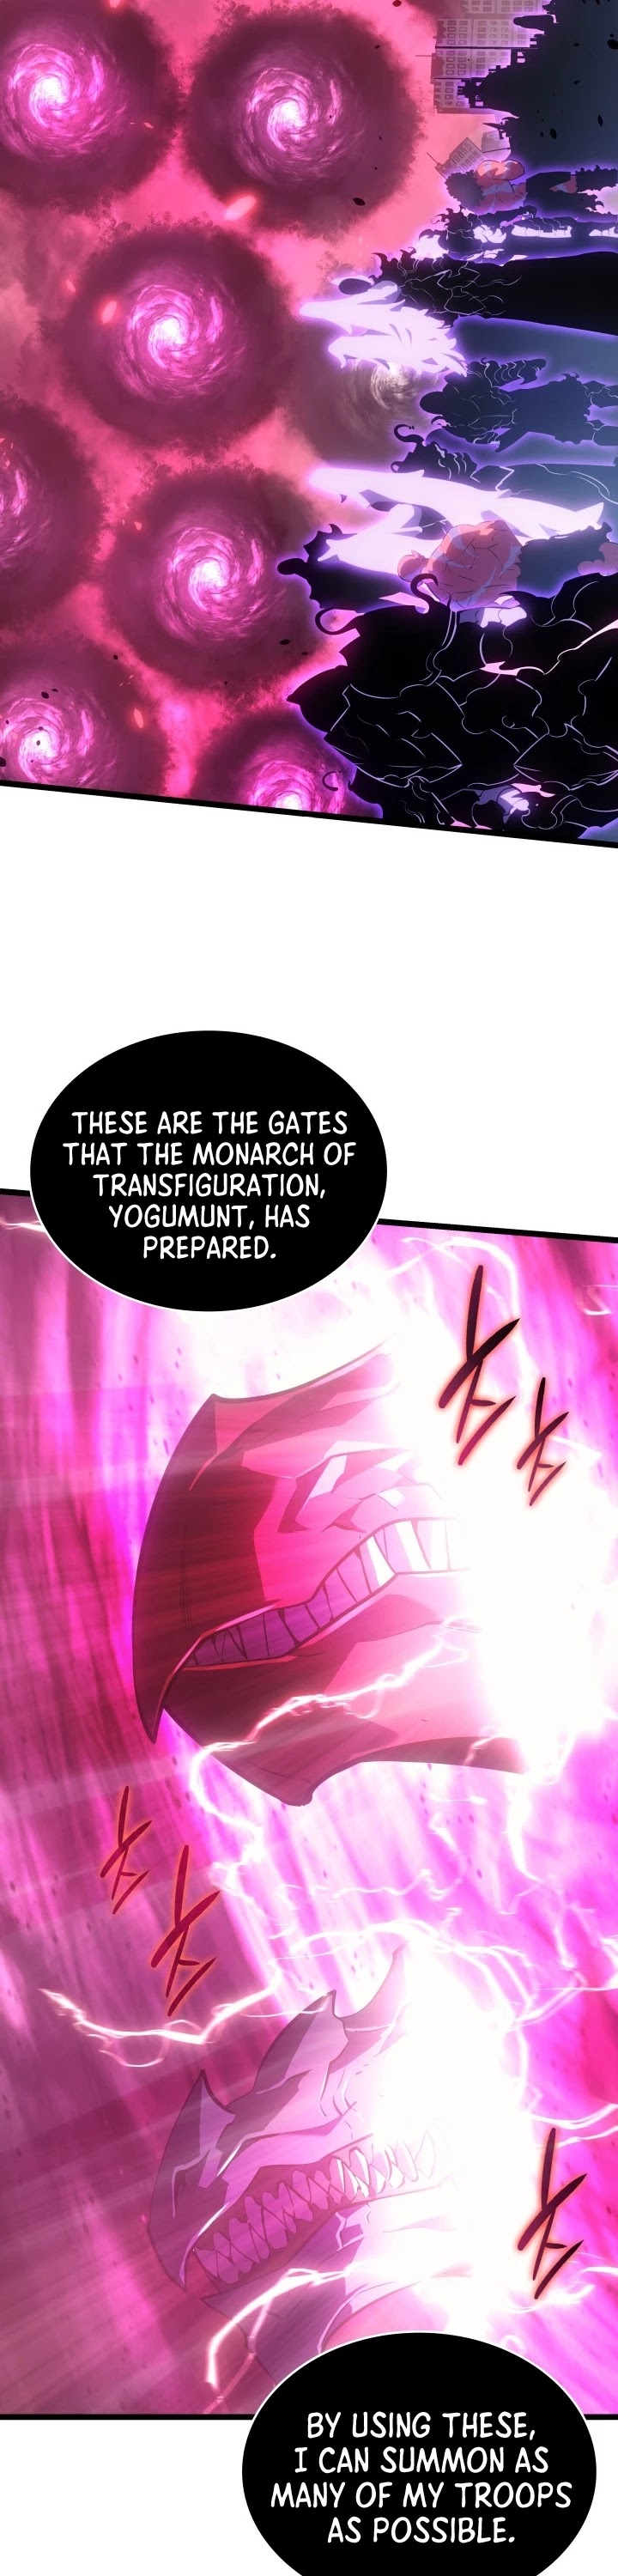 THESE ARE THE GATES
THAT THE MONARCH OF
TRANSFIGURATION,
YOGUMUNT, HAS
PREPARED.
BY USING THESE,
I CAN SUMMON AS
MANY OF MY TROOPS
AS POSSIBLE.